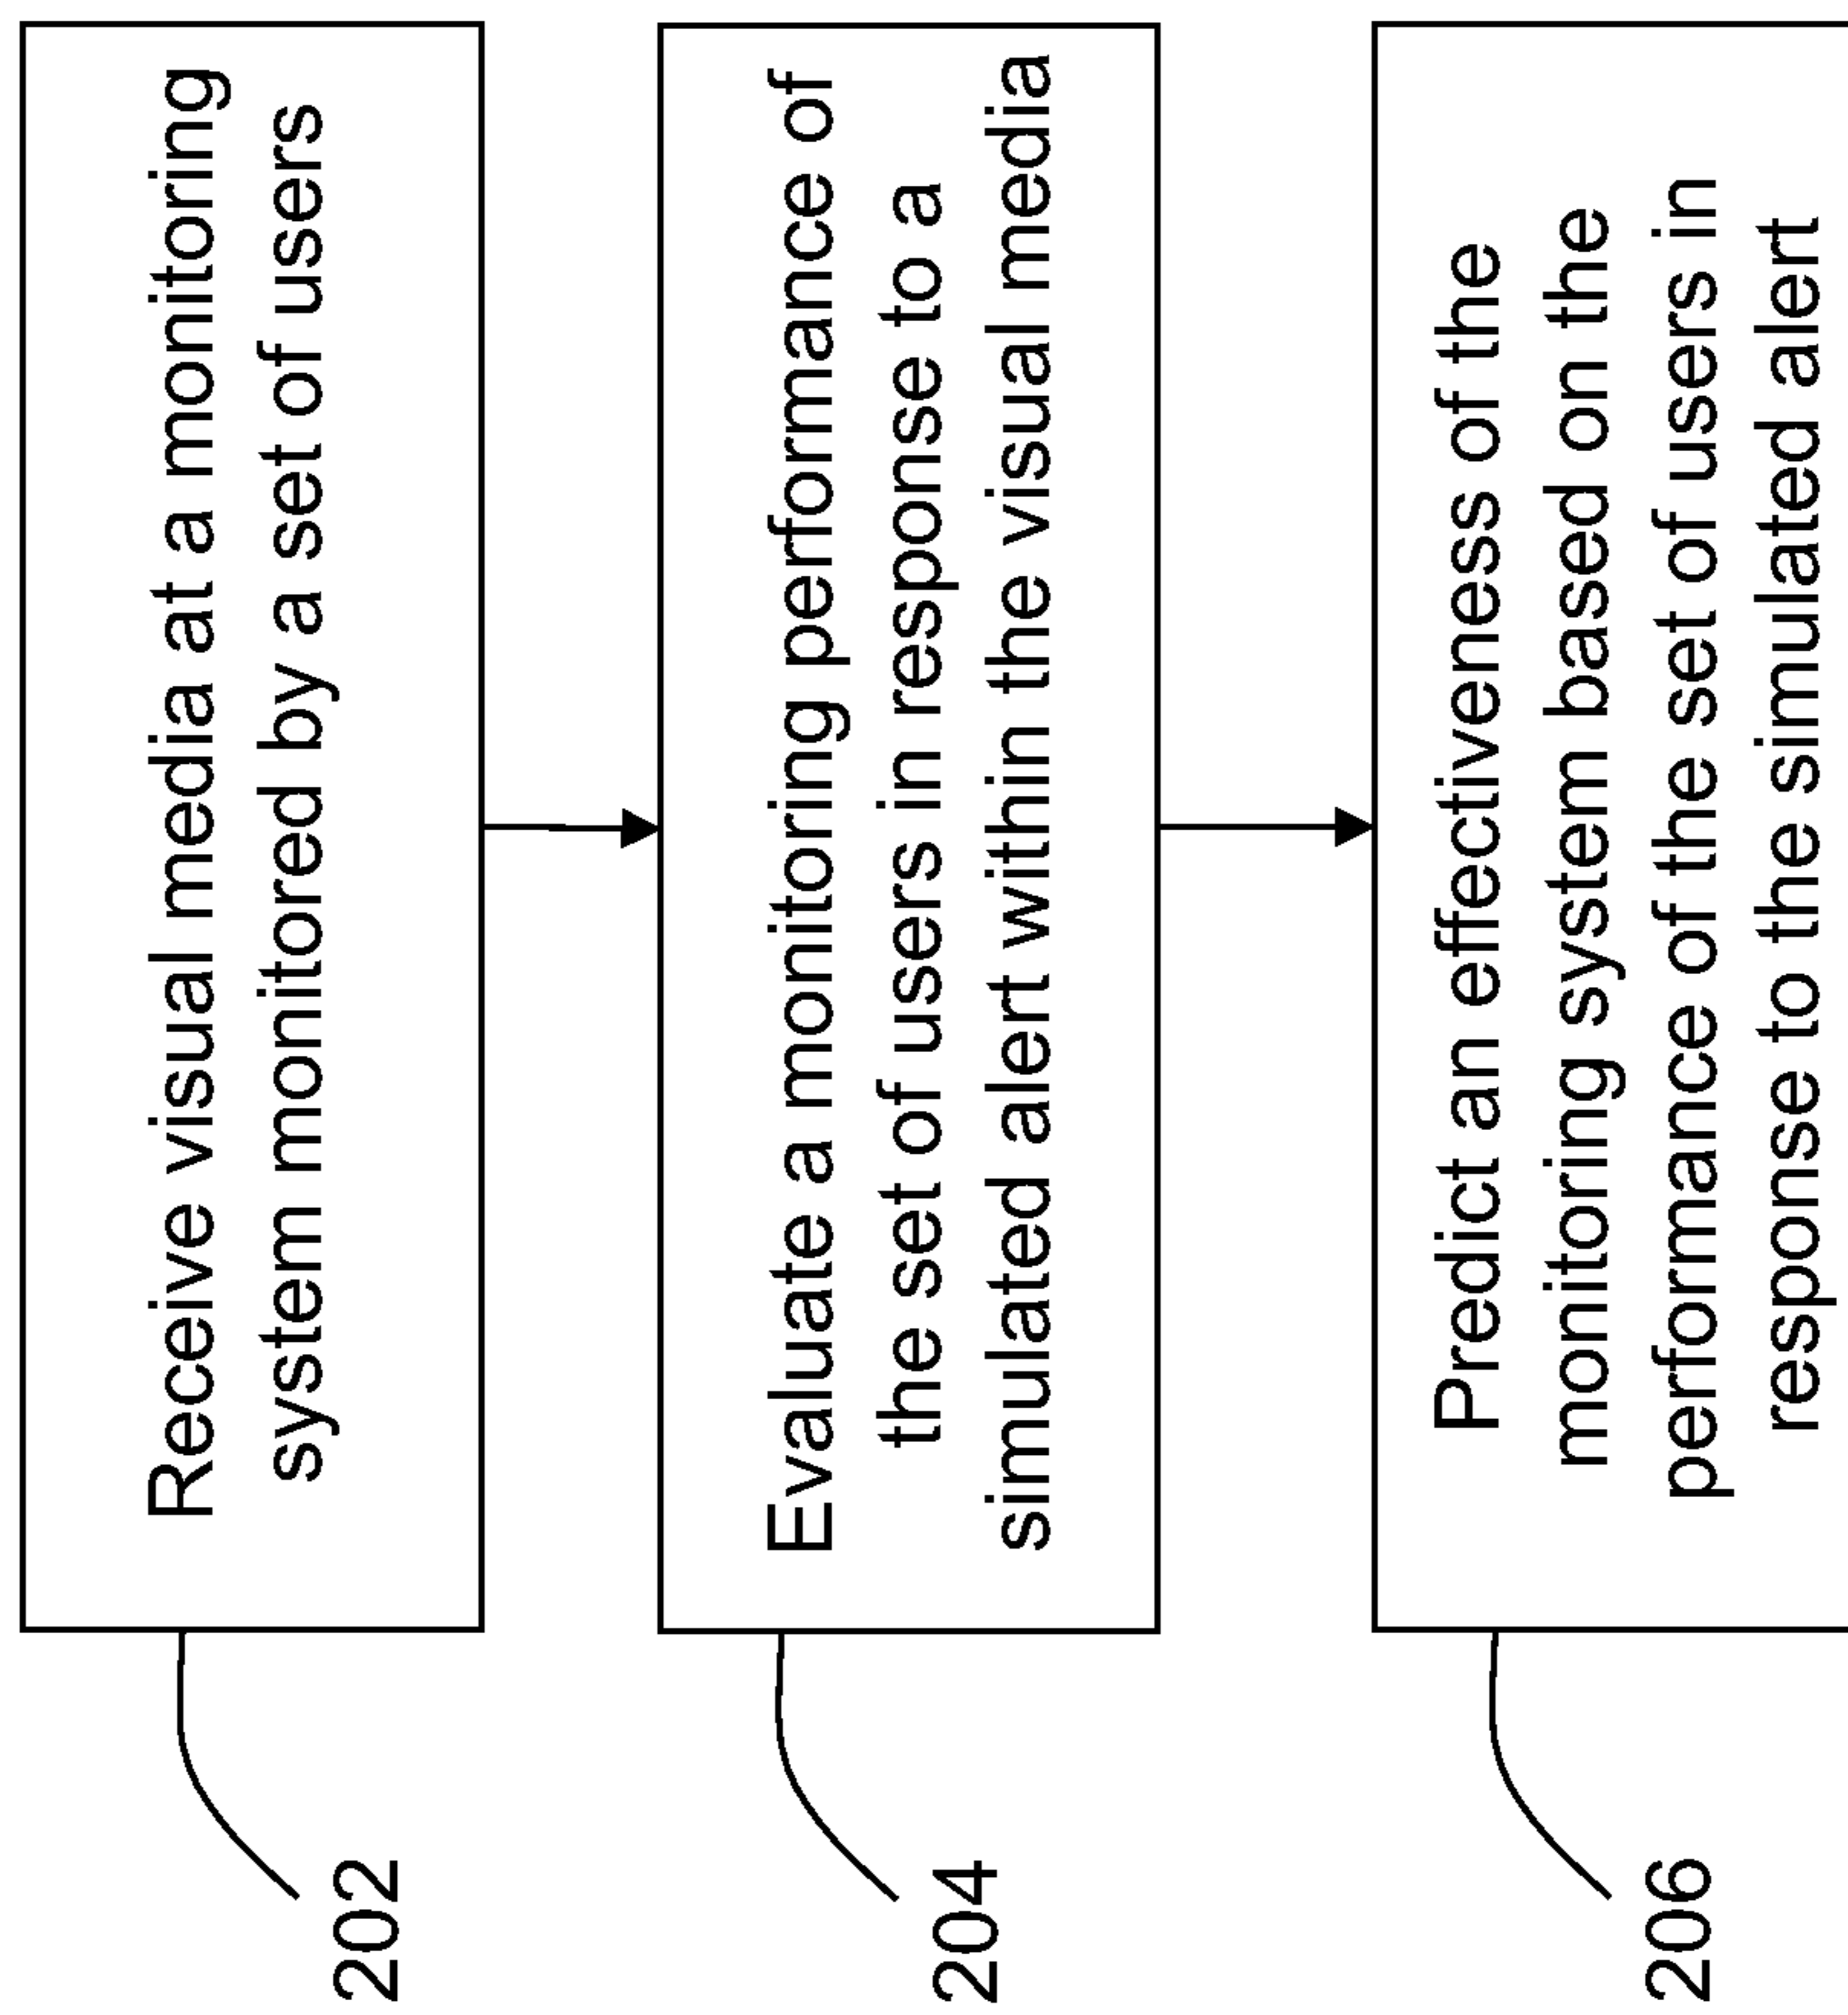 Receive visual media at a monitoring
system monitored by a set of users
202
Evaluate a monitoring performance of
the set of users in response to a
simulated alert within the visual media
204
Predict an effectiveness of the
monitoring system based on the
performance of the set of users in
response to the simulated alert
206